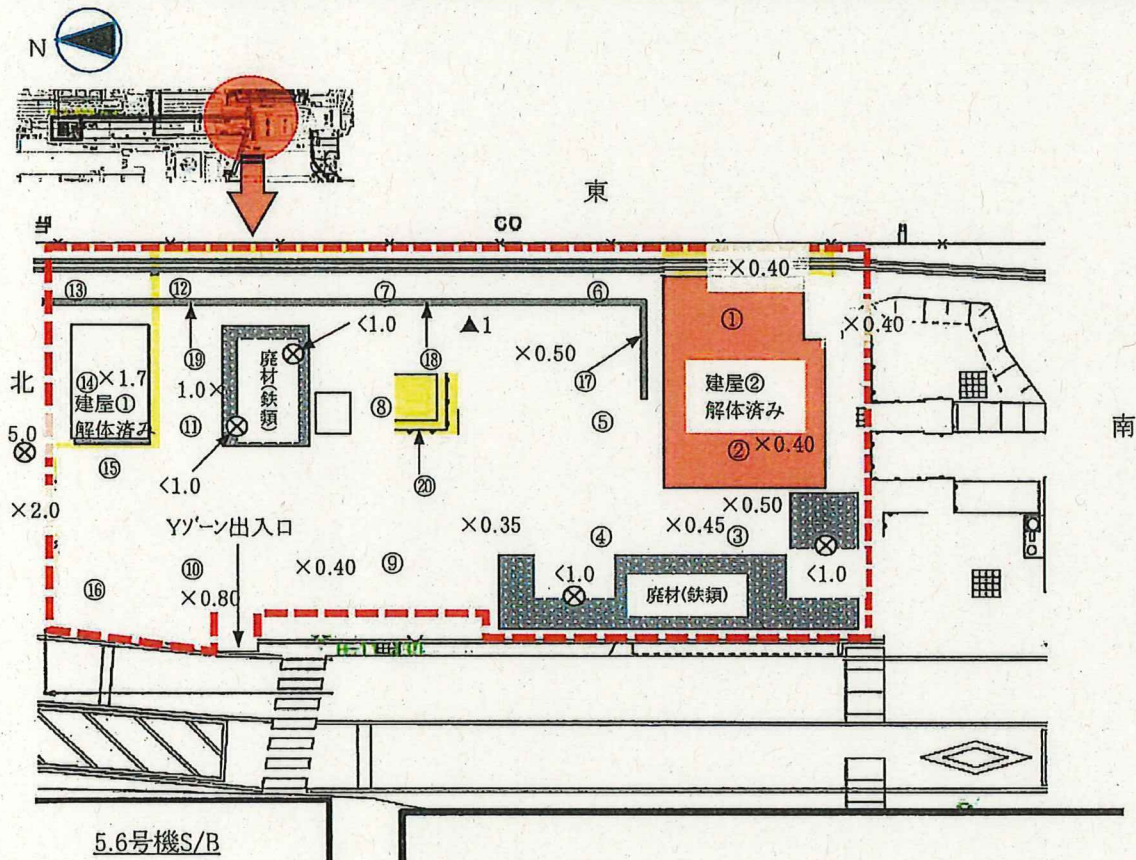 N
東
CO
×0.40
⑬
⑫
⑦
⑥
①
<1.0
▲1
×0.40
⑲
⑱
×0.50
⑰
廃材(鉄類)
北
⑭×1.7
建屋①
解体済み
1.0×
建屋②
解体済み
⑧
⑤
南
5.0
⑪
②×0.40
⑮
<1.0
⑳
×2.0
×0.50
Yゾーン出入口
×0.35
×0.45
④
③
⑩
×0.40
⑨
<1.0
<1.0
⑯
×0.80
廃材(鉄類)
5.6号機S/B